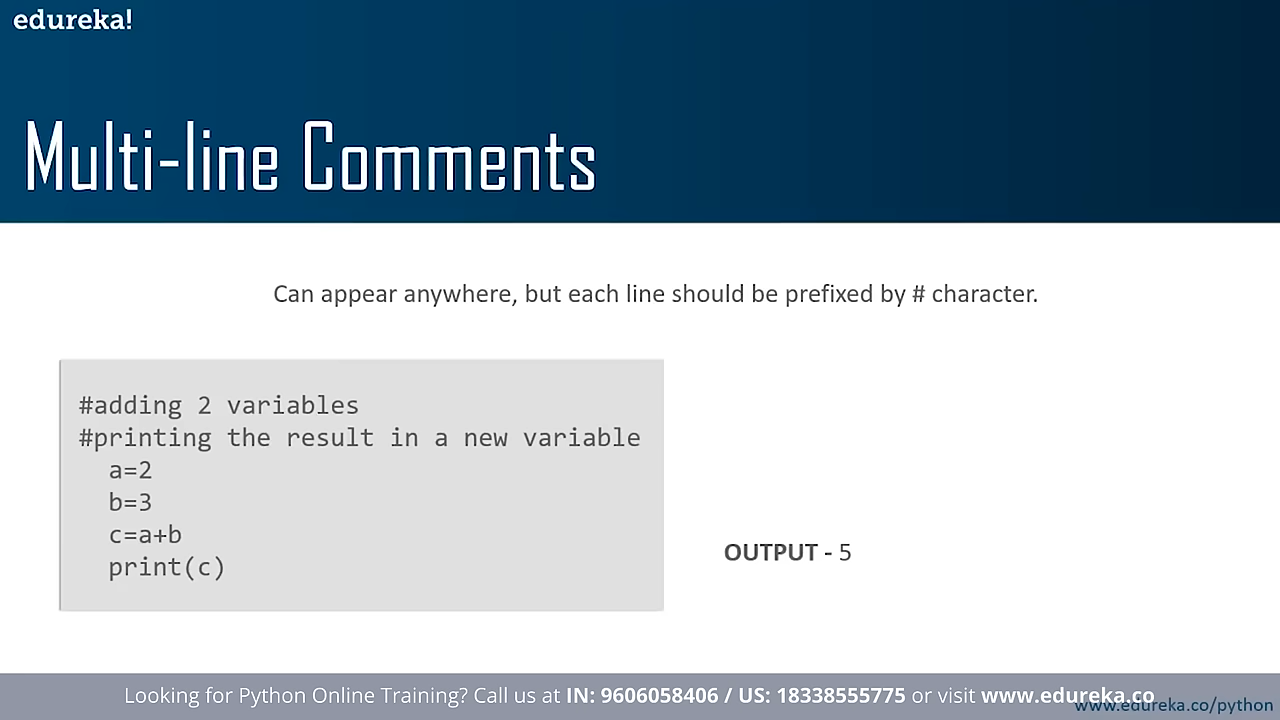 edureka!
Multi-line Comments
Can appear anywhere, but each line should be prefixed by # character.
#adding 2 variables
#printing the result in a new variable
a=2
b=3
c=a+b
print(c)
OUTPUT - 5
Looking for Python Online Training? Call us at IN: 9606058406 / US: 18338555775 or visit www.edureka.co
www.edureka.co/python